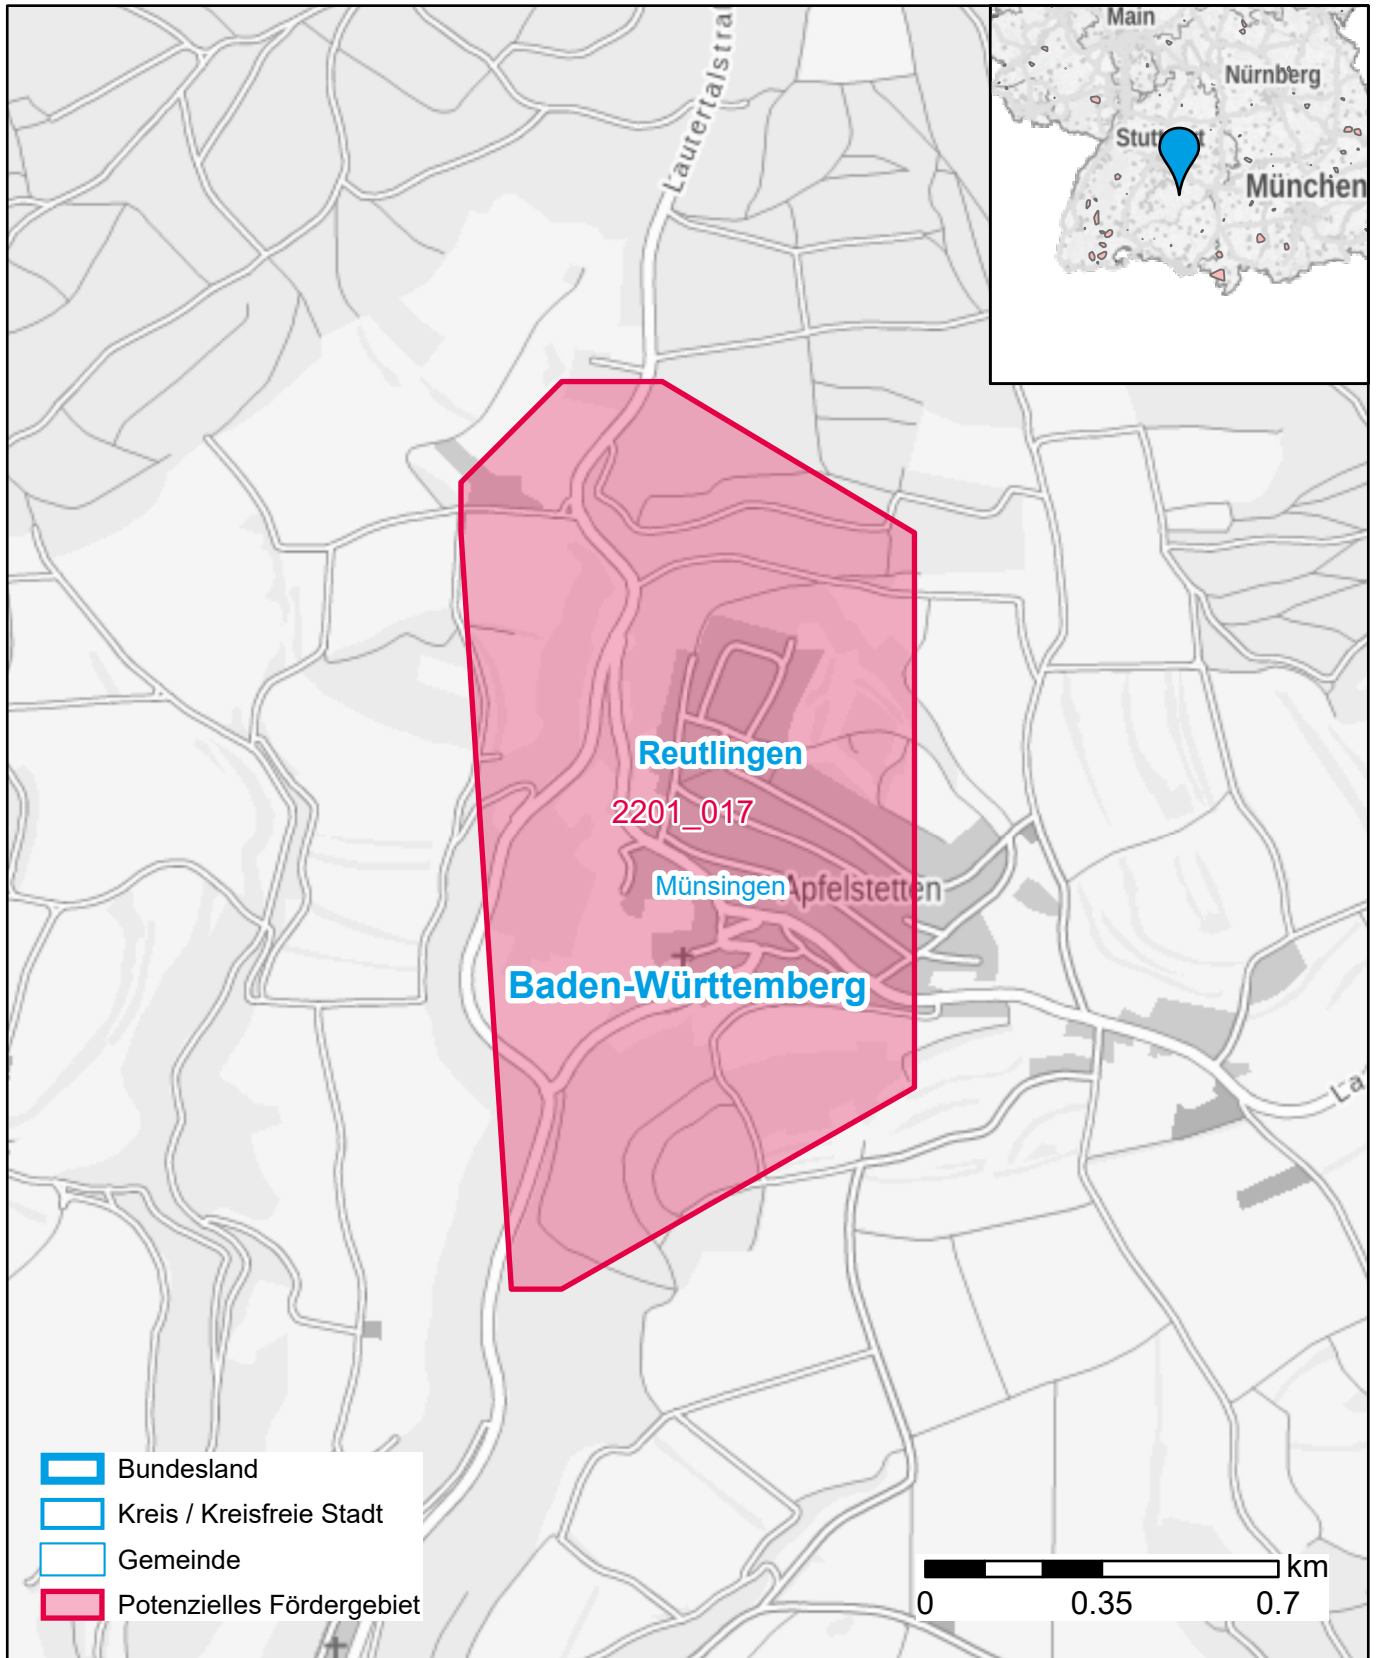 Main
Nürnberg
München
Lautertalstra
Reutlingen
2201_017
Münsingen
Apfelstetten
Baden-Württemberg
La
Bundesland
Kreis / Kreisfreie Stadt
Gemeinde
Potenzielles Fördergebiet
km
0 0.35 0.7